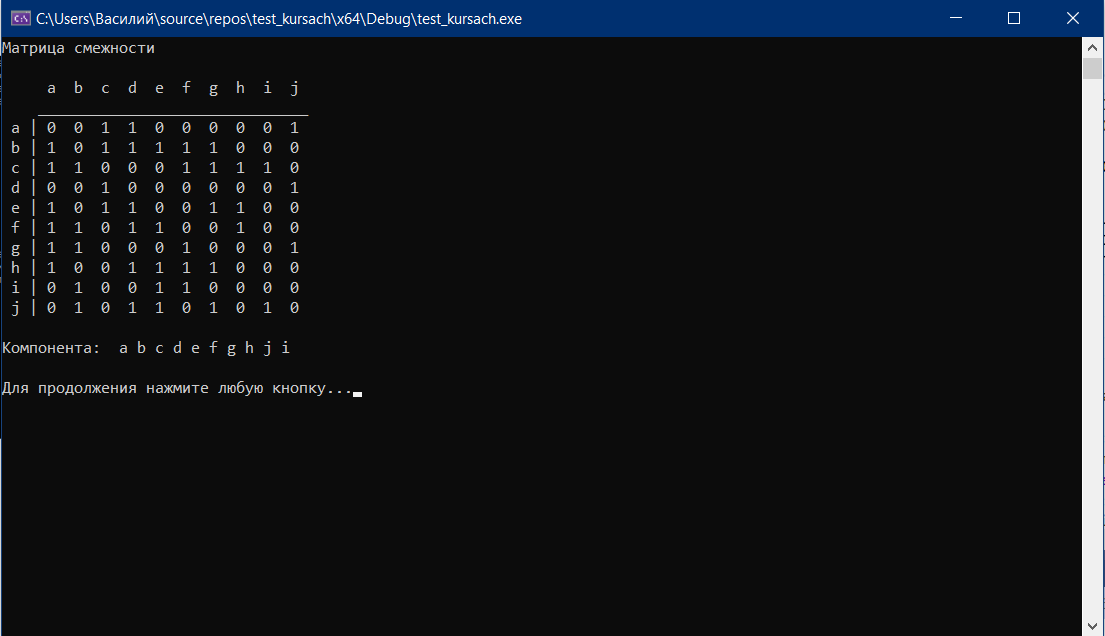 C:\Users\Василий\source\repos\test_kursach\x64\Debug\test_kursach.exe
Матрица смежности
a b c d e f g h i j
a | 0 0 1 1 0 0 0 0 0 1
b | 1 0 1 1 1 1 1 0 0 0
c | 1 1 0 0 0 1 1 1 1 0
d | 0 0 1 0 0 0 0 0 0 1
e | 1 0 1 1 0 0 1 1 0 0
f | 1 1 0 1 1 0 0 1 0 0
g | 1 1 0 0 0 1 0 0 0 1
h | 1 0 0 1 1 1 1 0 0 0
i | 0 1 0 0 1 1 0 0 0 0
j | 0 1 0 1 1 0 1 0 1 0
Компонента: a b c d e f g h j i
Для продолжения нажмите любую кнопку...